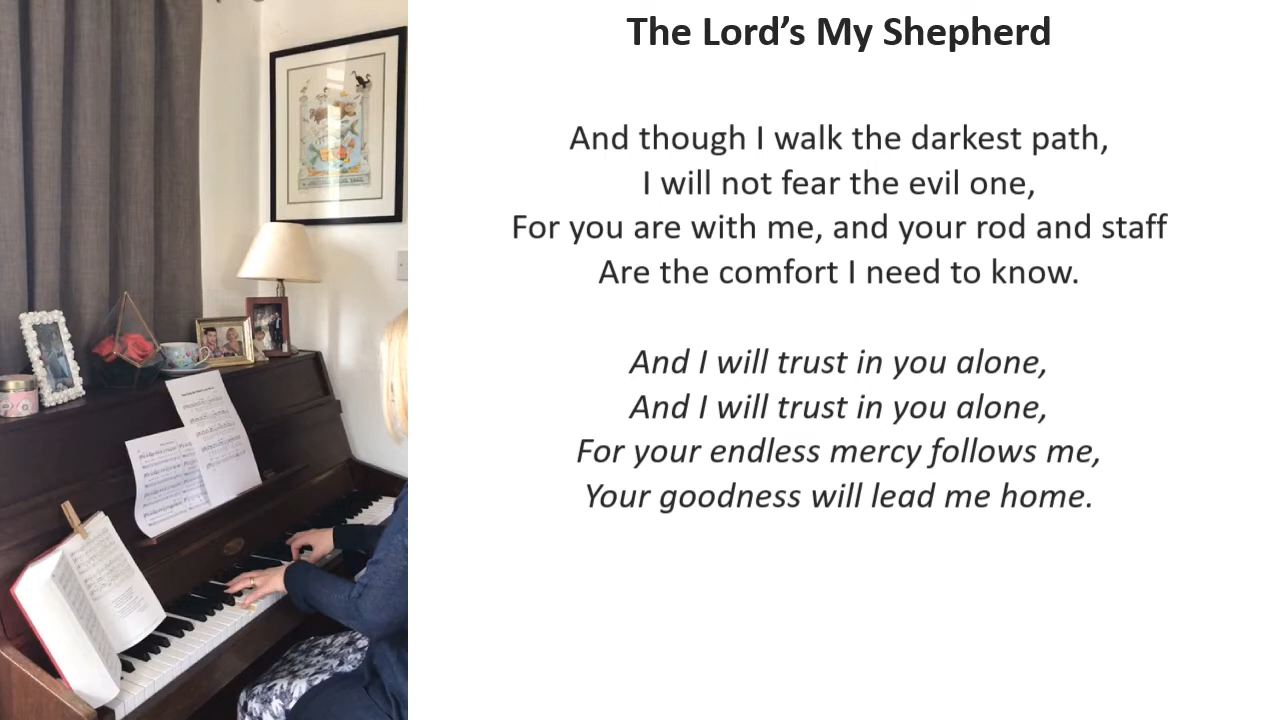 The Lord’s My Shepherd
And though I walk the darkest path,
I will not fear the evil one,
For you are with me, and your rod and staff
Are the comfort I need to know.
And I will trust in you alone,
And I will trust in you alone,
For your endless mercy follows me,
Your goodness will lead me home.